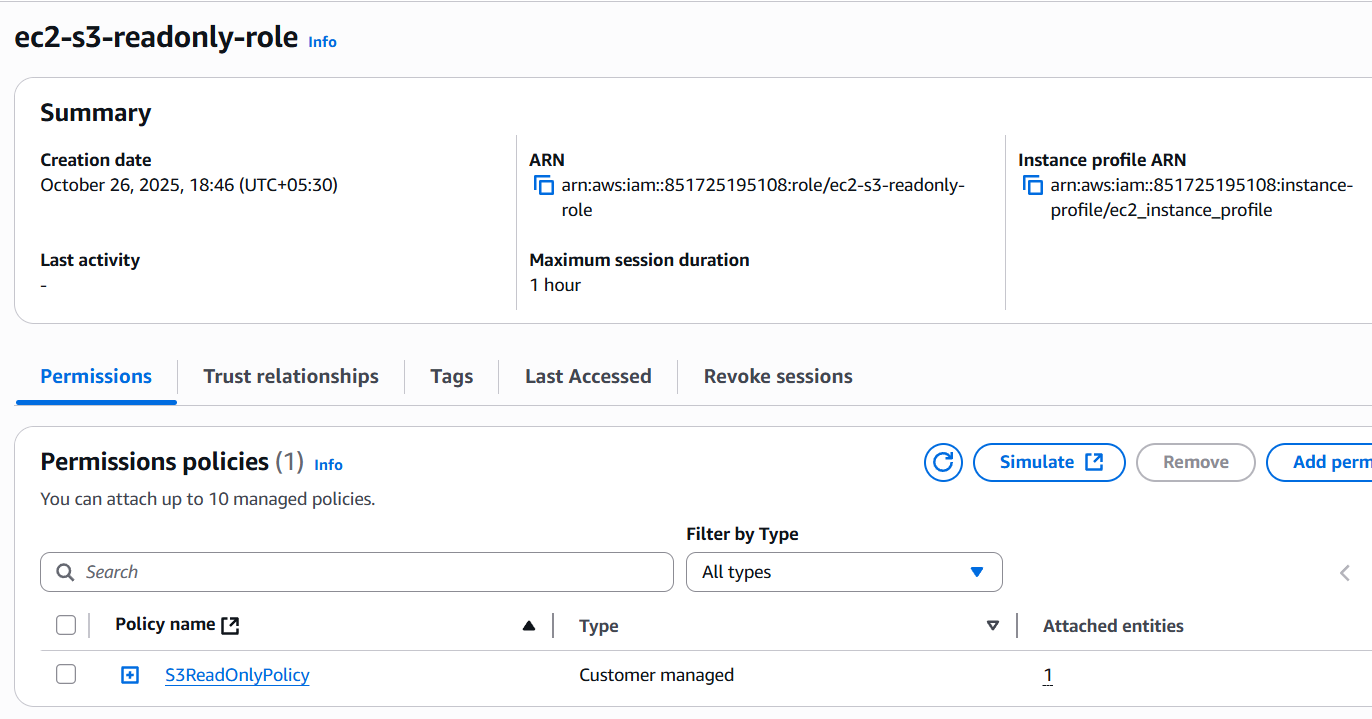 ec2-s3-readonly-role Info
Summary
Creation date
October 26, 2025, 18:46 (UTC+05:30)
ARN
arn:aws:iam::851725195108:role/ec2-s3-readonly-
role
Instance profile ARN
arn:aws:iam::851725195108:instance-
profile/ec2_instance_profile
Last activity
-
Maximum session duration
1 hour
Permissions Trust relationships Tags Last Accessed Revoke sessions
Permissions policies (1) Info
Simulate Remove Add perm
You can attach up to 10 managed policies.
Filter by Type
Search All types
Policy name Type Attached entities
S3ReadOnlyPolicy Customer managed 1